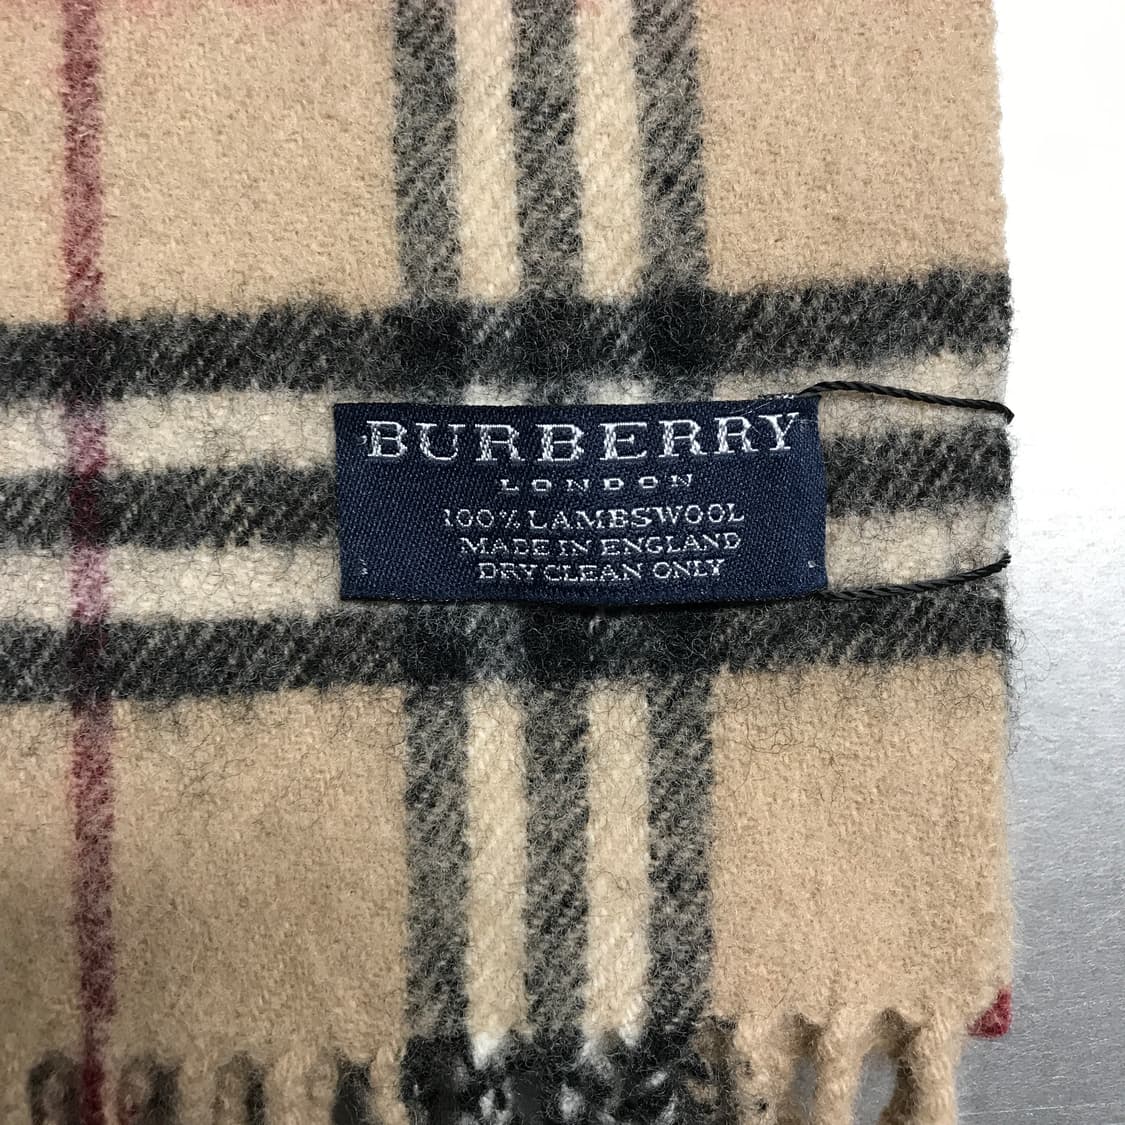 BURBERRY
LONDON
100% LAMBSWOOL
MADE IN ENGLAND
DRY CLEAN ONLY